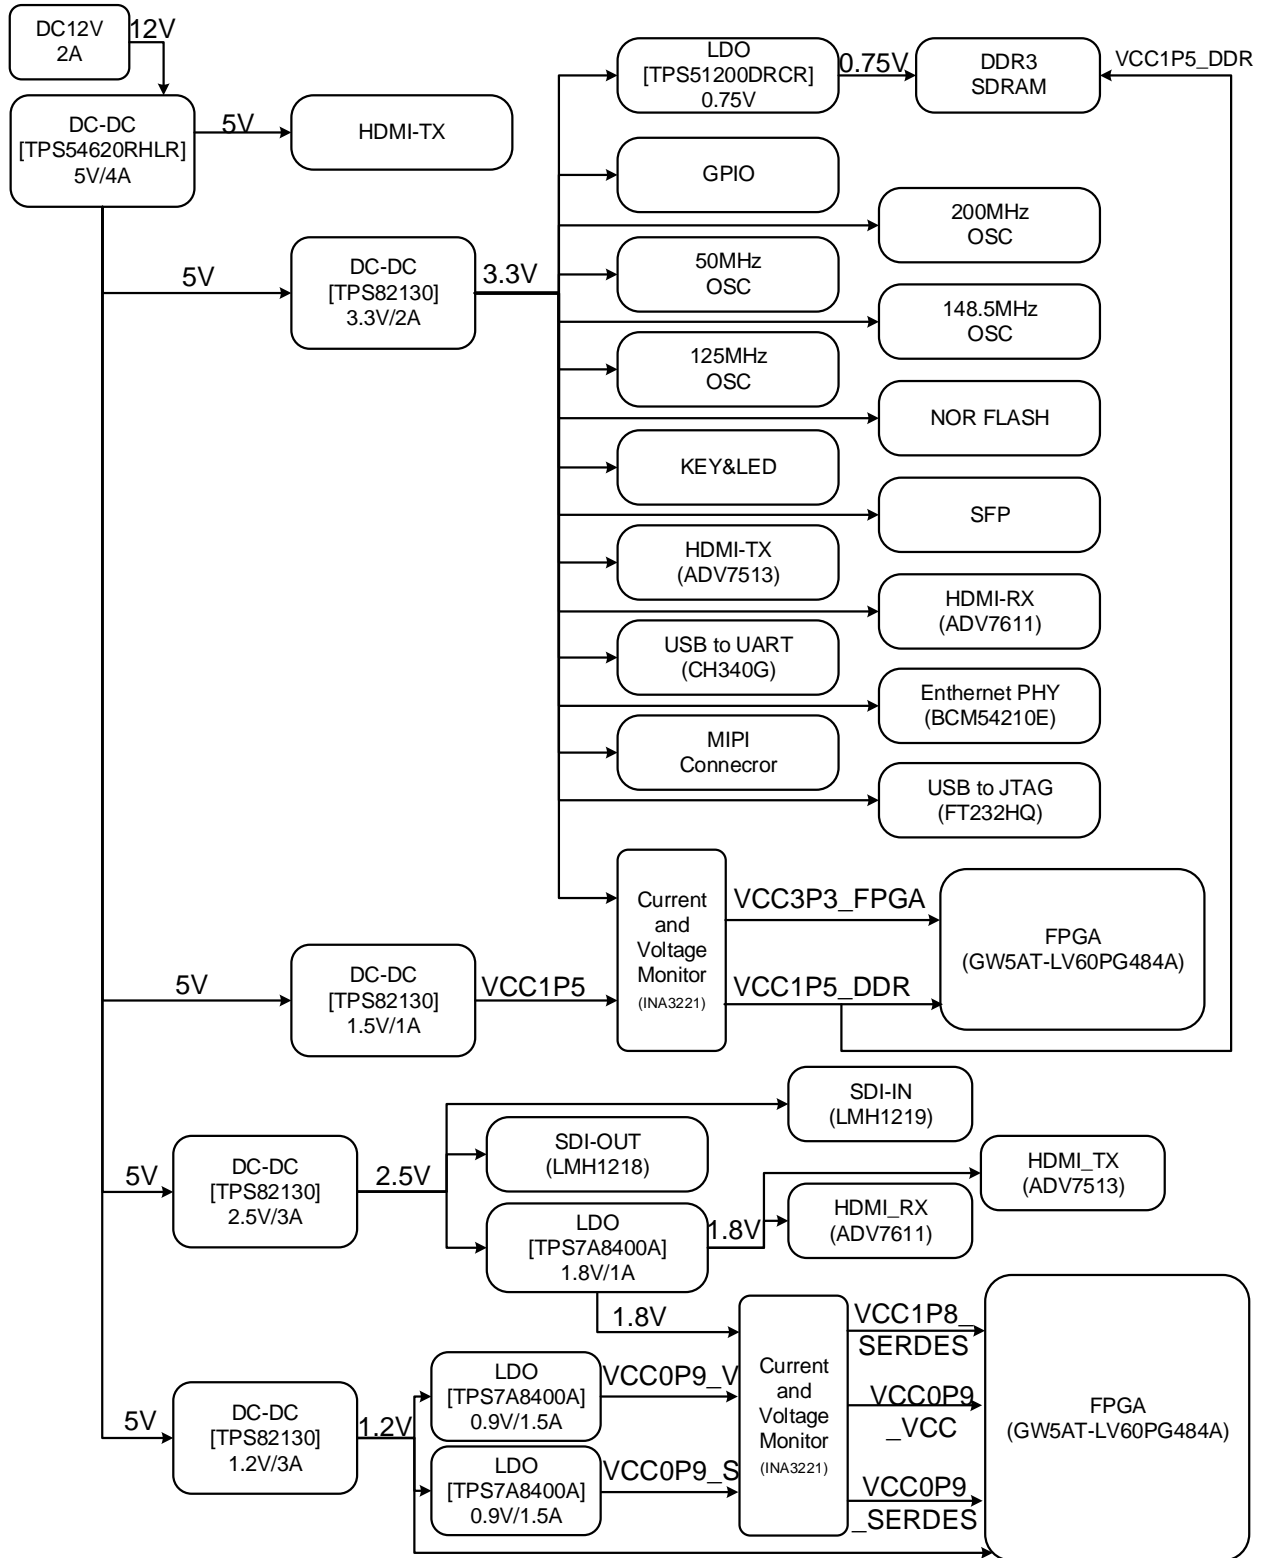 DC12V
2A
12V
DC-DC
[TPS54620RHLR]
5V/4A
5V
HDMI-TX
LDO
[TPS51200DRCR]
0.75V
0.75V
DDR3
SDRAM
VCC1P5_DDR
GPIO
200MHz
OSC
5V
DC-DC
[TPS82130]
3.3V/2A
3.3V
50MHz
OSC
148.5MHz
OSC
125MHz
OSC
NOR FLASH
KEY&LED
SFP
HDMI-TX
(ADV7513)
HDMI-RX
(ADV7611)
USB to UART
(CH340G)
Enthernet PHY
(BCM54210E)
MIPI
Connecror
USB to JTAG
(FT232HQ)
5V
DC-DC
[TPS82130]
1.5V/1A
VCC1P5
Current
and
Voltage
Monitor
(INA3221)
VCC3P3_FPGA
VCC1P5_DDR
FPGA
(GW5AT-LV60PG484A)
5V
DC-DC
[TPS82130]
2.5V/3A
2.5V
SDI-IN
(LMH1219)
SDI-OUT
(LMH1218)
LDO
[TPS7A8400A]
1.8V/1A
1.8V
HDMI_TX
(ADV7513)
HDMI_RX
(ADV7611)
1.8V
5V
DC-DC
[TPS82130]
1.2V/3A
1.2V
LDO
[TPS7A8400A]
0.9V/1.5A
VCC0P9_V
LDO
[TPS7A8400A]
0.9V/1.5A
VCC0P9_S
Current
and
Voltage
Monitor
(INA3221)
VCC1P8_
SERDES
VCC0P9
_VCC
VCC0P9
_SERDES
FPGA
(GW5AT-LV60PG484A)